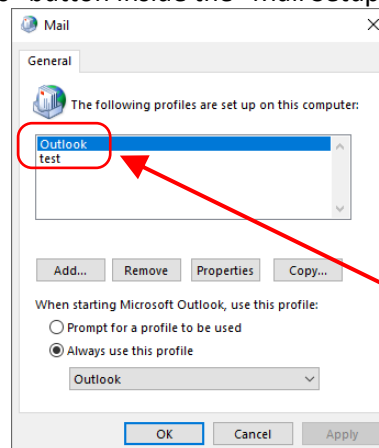 button inside the "Mail Setup
Mail
General
The following profiles are set up on this computer:
Outlook
test
Add... Remove Properties Copy...
When starting Microsoft Outlook, use this profile:
Prompt for a profile to be used
Always use this profile
Outlook
OK Cancel Apply